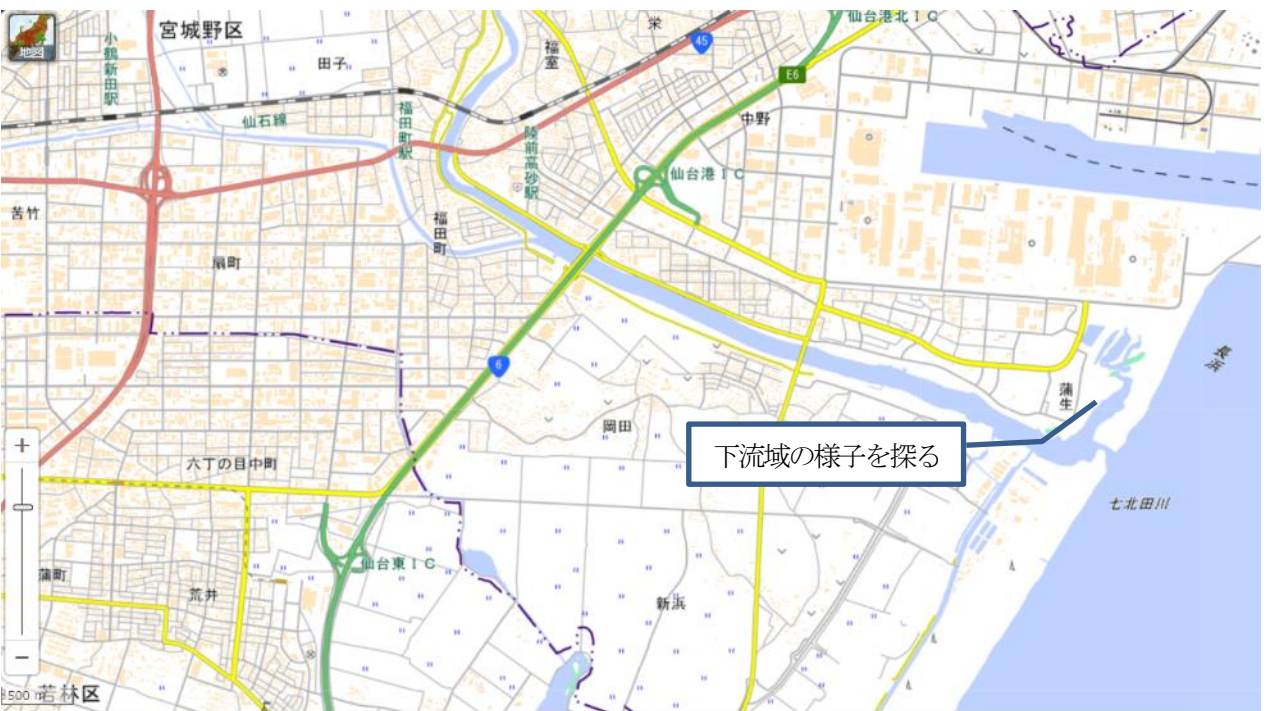 地図
宮城野区
小鶴新田駅
田子
福室
栄
仙台港北IC
45
E6
仙石線
福田町駅
陸前高砂駅
中野
仙台港IC
苦竹
福田町
扇町
6
長浜
蒲生
岡田
下流域の様子を探る
六丁の目中町
七北田川
仙台東IC
蒲町
荒井
新浜
500 m
若林区
+
−